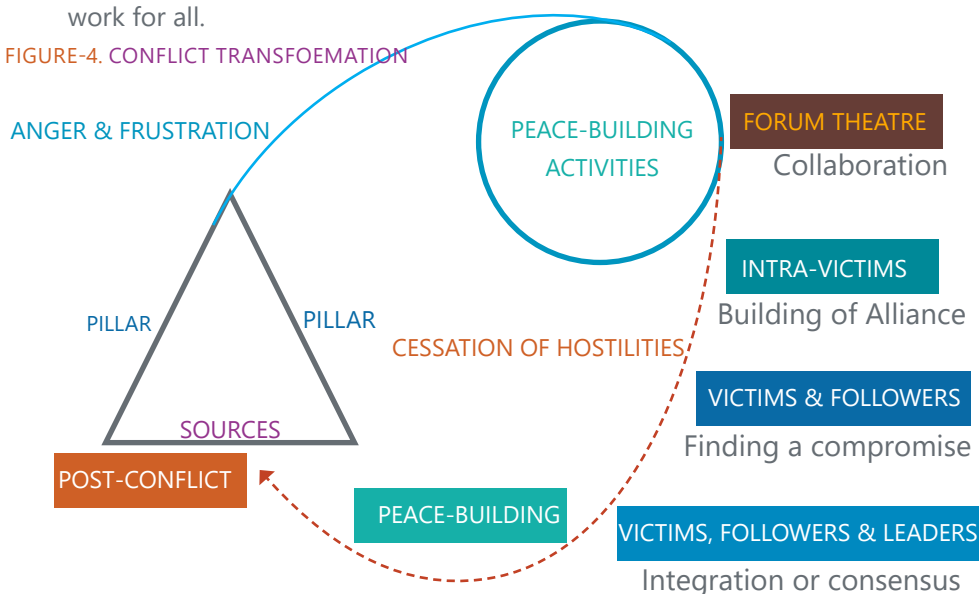 work for all.
FIGURE-4. CONFLICT TRANSFOEMATION
ANGER & FRUSTRATION
PEACE-BUILDING
ACTIVITIES
FORUM THEATRE
Collaboration
INTRA-VICTIMS
Building of Alliance
PILLAR
PILLAR
CESSATION OF HOSTILITIES
VICTIMS & FOLLOWERS
Finding a compromise
SOURCES
POST-CONFLICT
PEACE-BUILDING
VICTIMS, FOLLOWERS & LEADERS
Integration or consensus